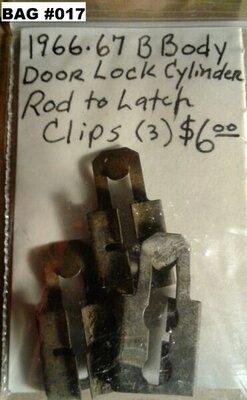 BAG #017
1966-67 B Body
Door Lock Cylinder
Rod to Latch
Clips (3) $6.00